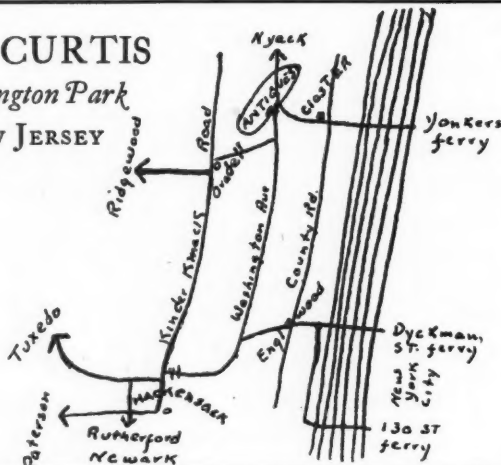 CURTIS
ngton Park
JERSEY
Nyack
ANTIQUES
CLOSTER
Yonkers
ferry
Ridgewood
Road
Oradell
Kinder Kmack
Washington Ave
County Rd.
Englewood
Tuxedo
HACKENSACK
Paterson
Rutherford
Newark
Dyckman,
ST. ferry
New
York
City
130 ST
ferry